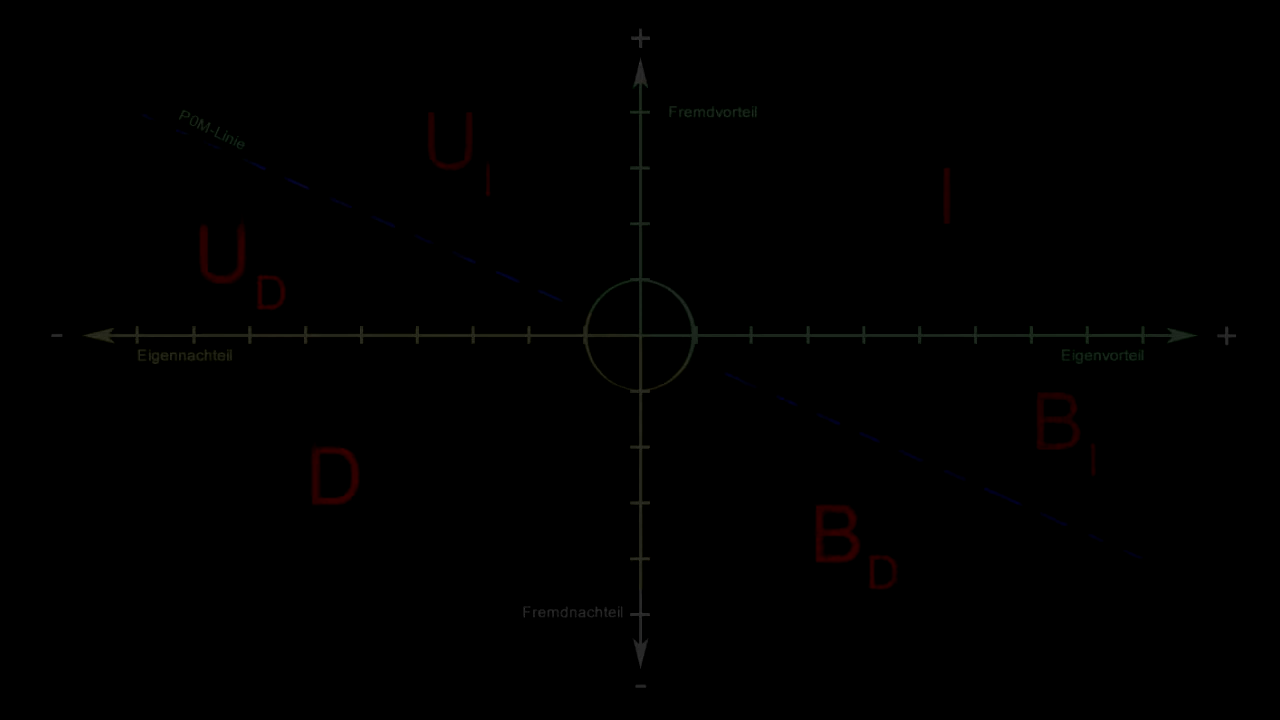 +
Fremdvorteil
P0M-Linie
U I
I
U D
-
+
Eigennachteil
Eigenvorteil
B I
D
B D
Fremdnachteil
-